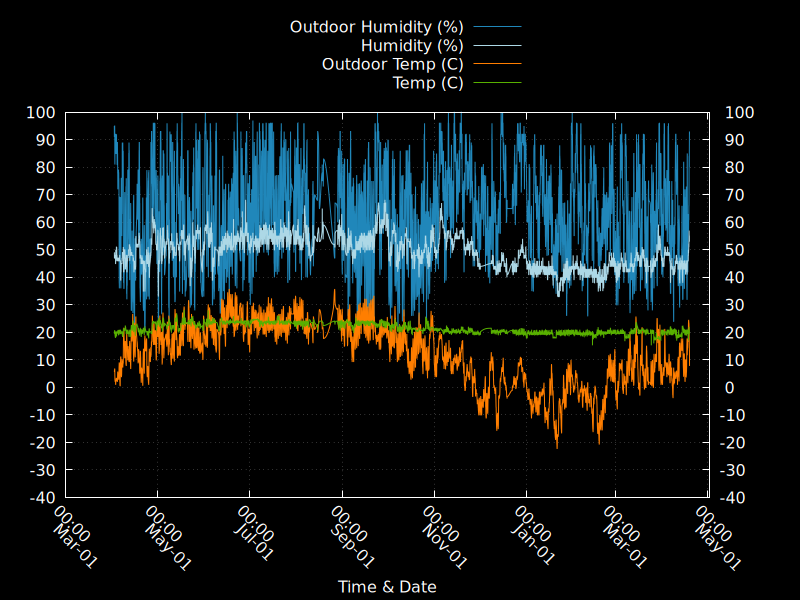 Outdoor Humidity (%)
Humidity (%)
Outdoor Temp (C)
Temp (C)
100 100
90 90
80 80
70 70
60 60
50 50
40 40
30 30
20 20
10 10
0 0
-10 -10
-20 -20
-30 -30
-40 -40
00:00 00:00 00:00 00:00 00:00 00:00 00:00 00:00
Mar-01 May-01 Jul-01 Sep-01 Nov-01 Jan-01 Mar-01 May-01
Time & Date